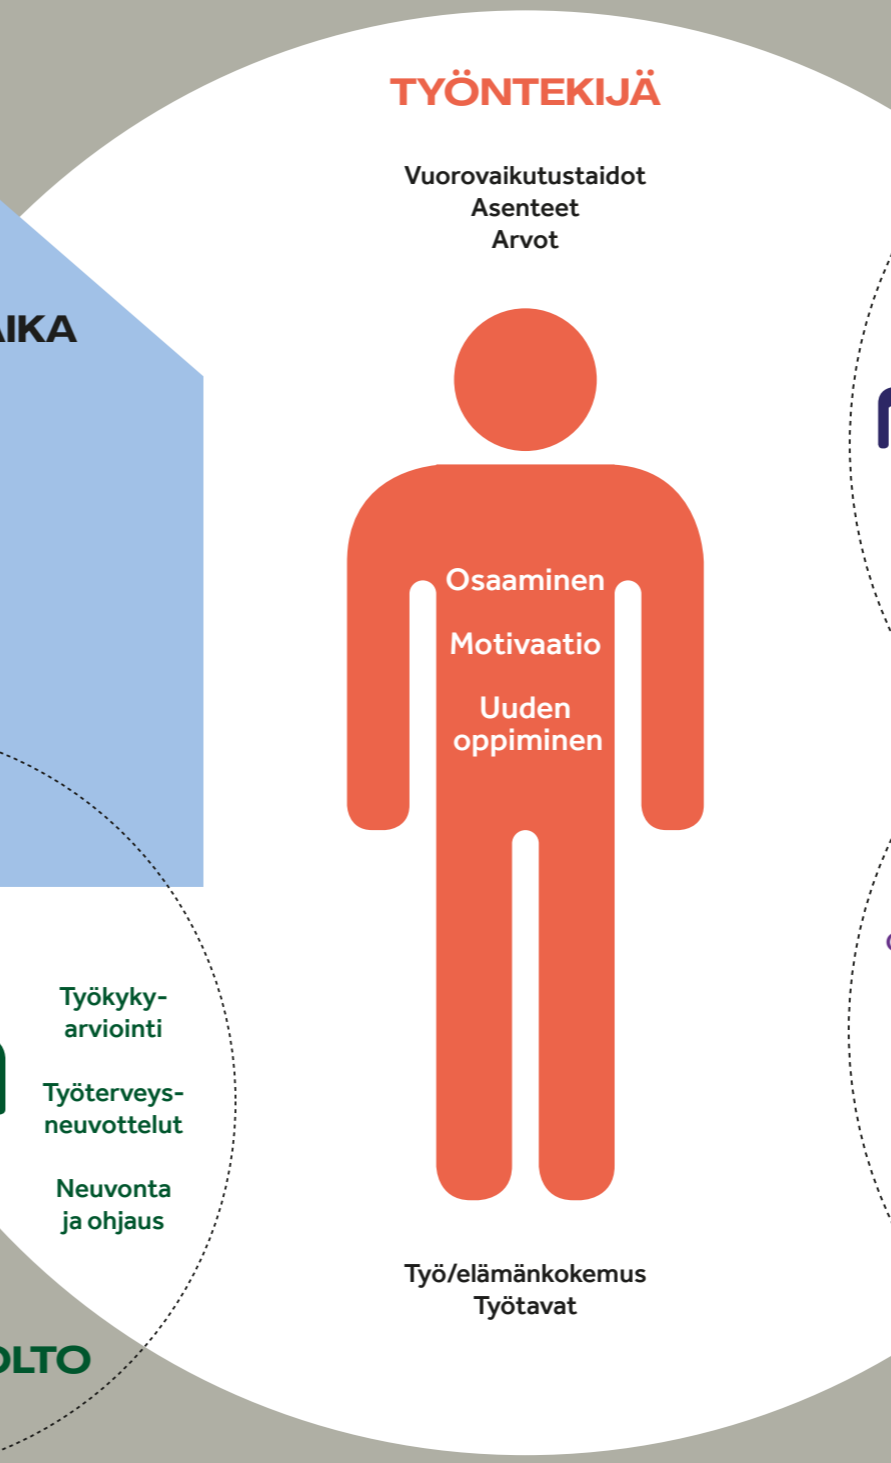 TYÖNTEKIJÄ
Vuorovaikutustaidot
Asenteet
Arvot
AIKA
Osaaminen
Motivaatio
Uuden
oppiminen
Työkyky-
arviointi
Työterveys-
neuvottelut
Neuvonta
ja ohjaus
Työ/elämänkokemus
Työtavat
OLTO